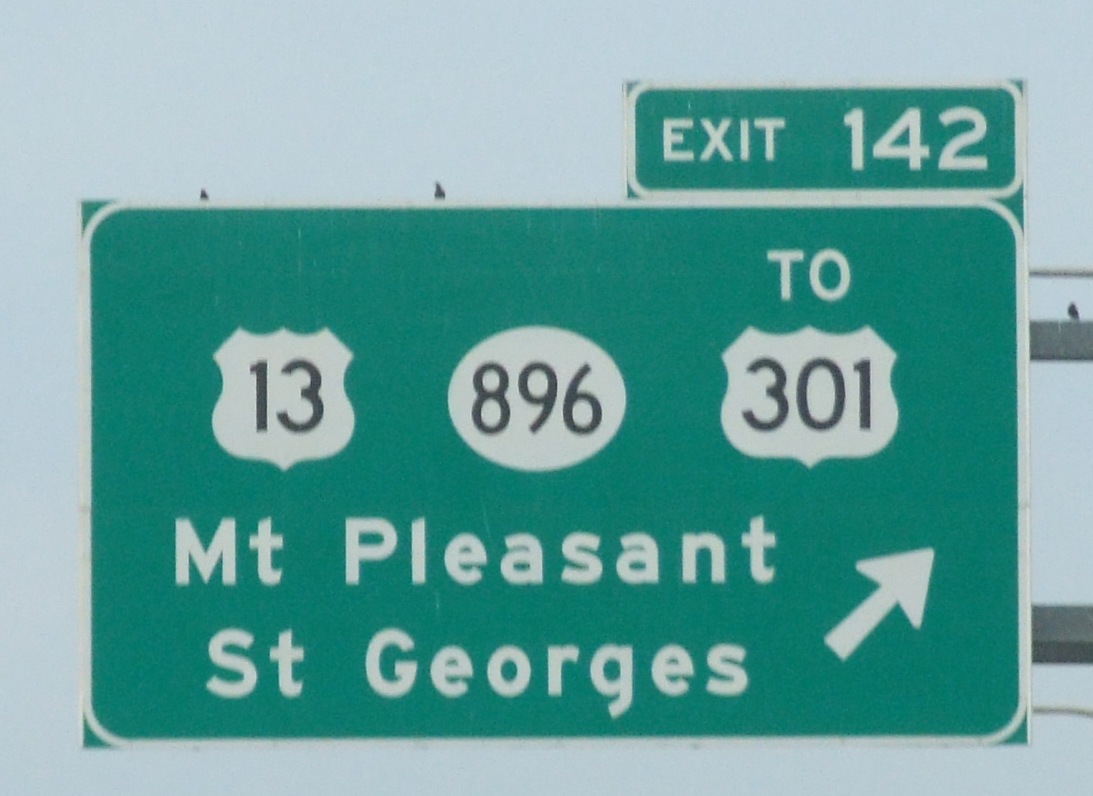 EXIT 142
TO
13 896 301
Mt Pleasant
St Georges